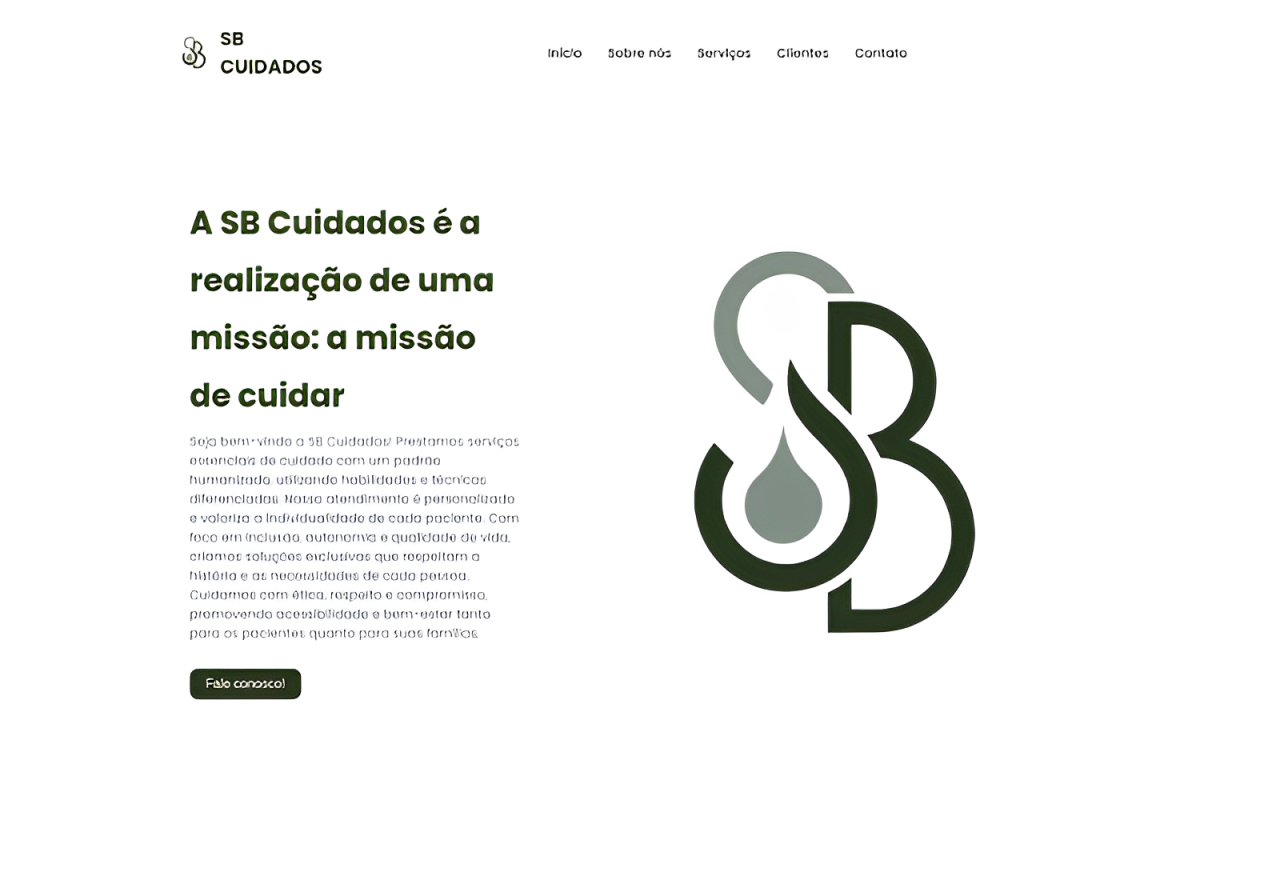 SB
CUIDADOS
Início Sobre nós Serviços Clientes Contato
A SB Cuidados é a
realização de uma
missão: a missão
de cuidar
Seja bem-vindo a SB Cuidados! Prestamos serviços
essenciais de cuidado com um padrão
humanizado, utilizando habilidades e técnicas
diferenciadas. Nosso atendimento é personalizado
e valoriza a individualidade de cada paciente. Com
foco em inclusão, autonomia e qualidade de vida,
criamos soluções exclusivas que respeitam a
história e as necessidades de cada pessoa.
Cuidamos com ética, respeito e compromisso,
promovendo acessibilidade e bem-estar tanto
para os pacientes quanto para suas famílias.
Fale conosco!
SB